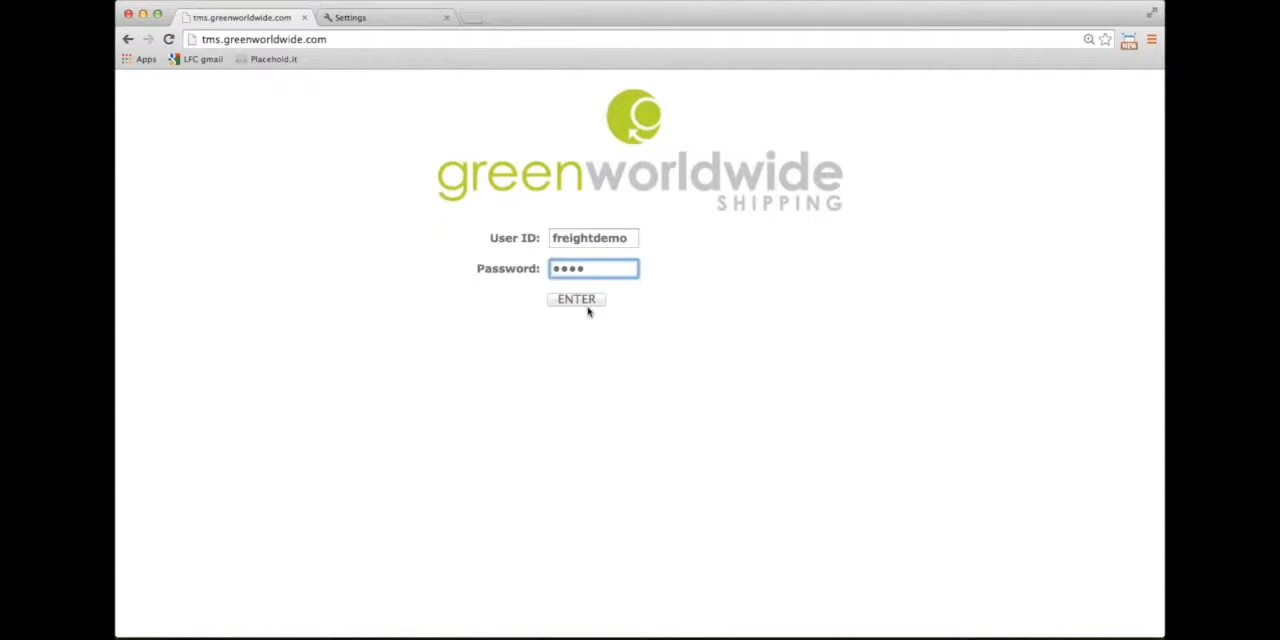 tms.greenworldwide.com
Settings
tms.greenworldwide.com
NEW
Apps
LFC gmail
Placehold.it
greenworldwide
SHIPPING
User ID: freightdemo
Password: ••••
ENTER